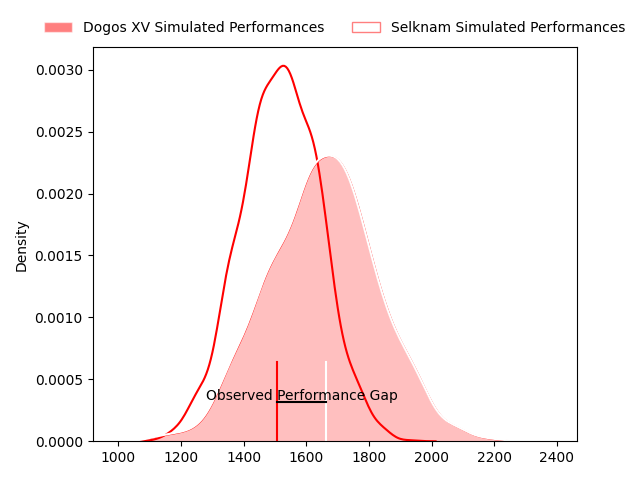 Dogos XV Simulated Performances
Selknam Simulated Performances
0.0030
0.0025
0.0020
0.0015
0.0010
0.0005
0.0000
Density
Observed Performance Gap
1000 1200 1400 1600 1800 2000 2200 2400